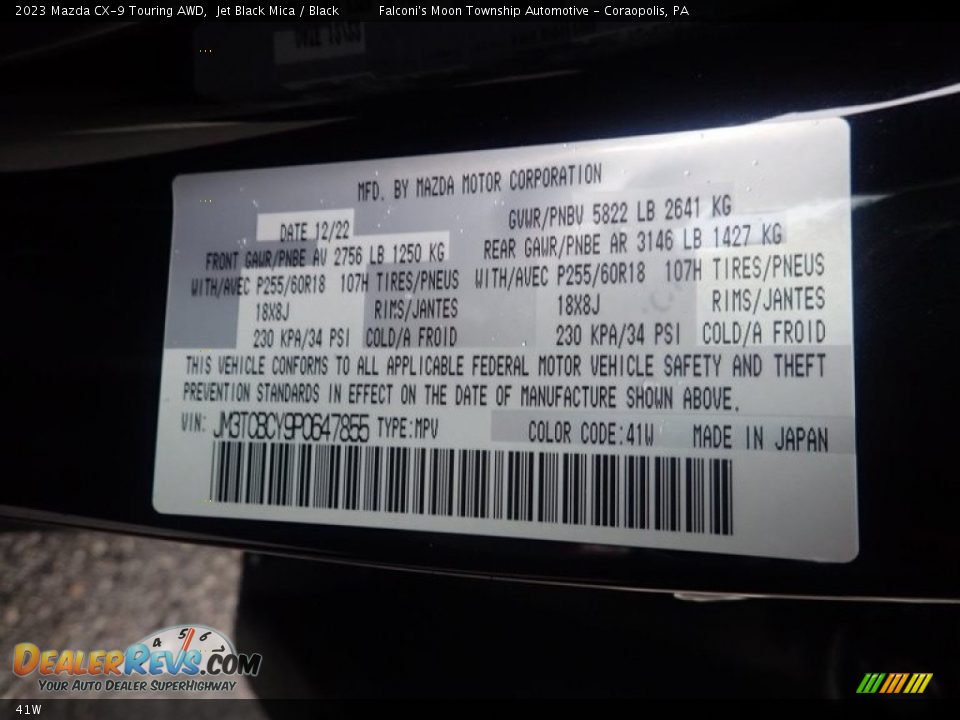 2023 Mazda CX-9 Touring AWD, Jet Black Mica / Black Falconi's Moon Township Automotive - Coraopolis, PA
MFD. BY MAZDA MOTOR CORPORATION
DATE 12/22 GVWR/PNBV 5822 LB 2641 KG
FRONT GAWR/PNBE AV 2756 LB 1250 KG REAR GAWR/PNBE AR 3146 LB 1427 KG
WITH/AVEC P255/60R18 107H TIRES/PNEUS WITH/AVEC P255/60R18 107H TIRES/PNEUS
18X8J RIMS/JANTES 18X8J RIMS/JANTES
230 KPA/34 PSI COLD/A FROID 230 KPA/34 PSI COLD/A FROID
THIS VEHICLE CONFORMS TO ALL APPLICABLE FEDERAL MOTOR VEHICLE SAFETY AND THEFT
PREVENTION STANDARDS IN EFFECT ON THE DATE OF MANUFACTURE SHOWN ABOVE.
VIN: JM3TCBCY9P0647855 TYPE:MPV COLOR CODE:41W MADE IN JAPAN
4 5 6
DEALERREVS.COM
YOUR AUTO DEALER SUPERHIGHWAY
41W